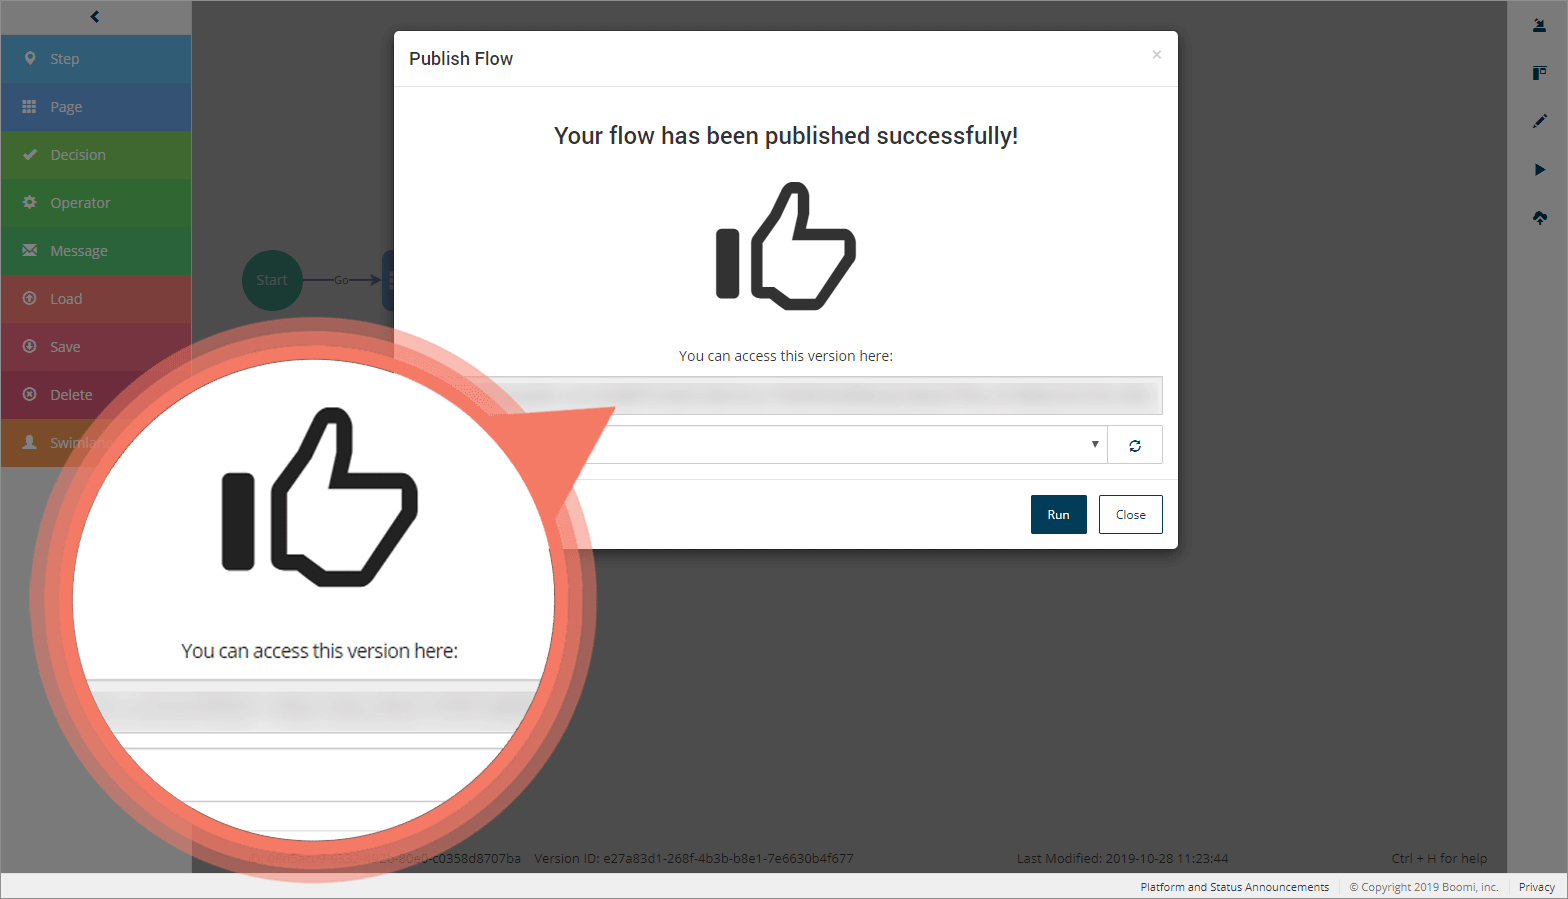 Publish Flow
×
Your flow has been published successfully!
You can access this version here:
Run
Close
Step
Page
Decision
Operator
Message
Load
Save
Delete
Swimlane
Start
Go
You can access this version here:
c0358d8707ba
Version ID: e27a83d1-268f-4b3b-b8e1-7e6630b4f677
Last Modified: 2019-10-28 11:23:44
Ctrl + H for help
Platform and Status Announcements
© Copyright 2019 Boomi, inc.
Privacy